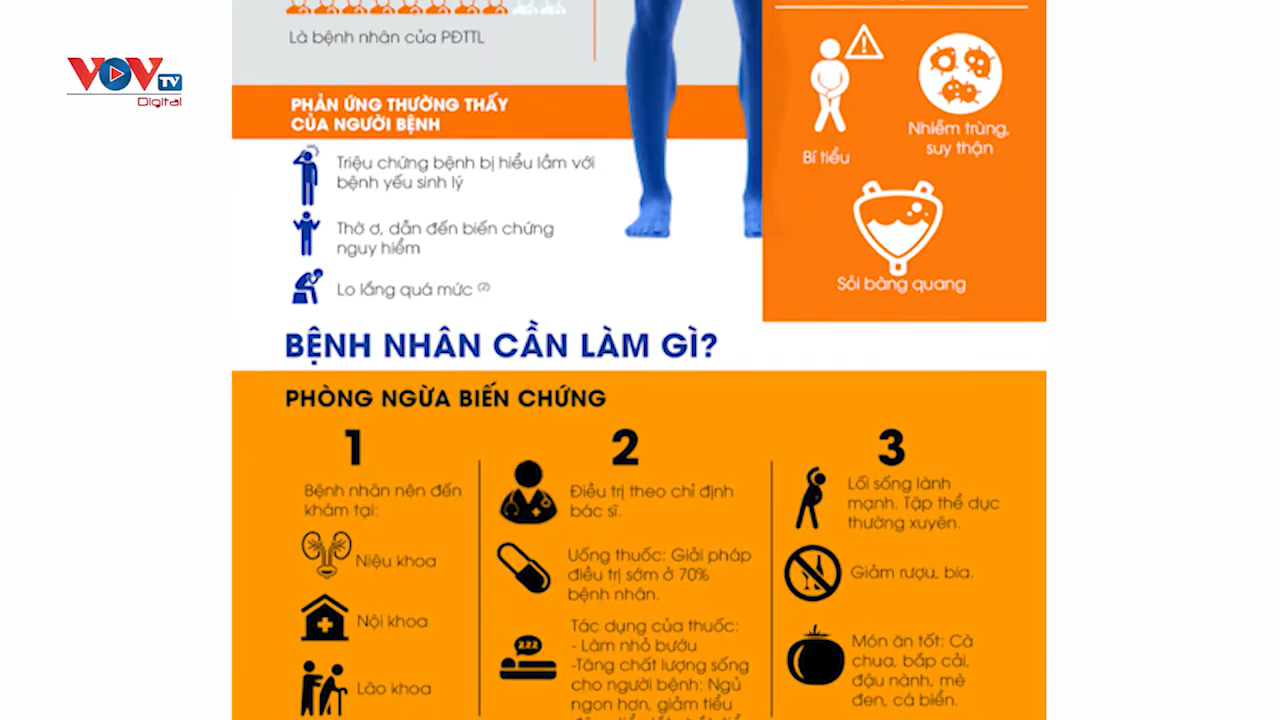 VOV TV
Digital
Là bệnh nhân của PĐTTL
PHẢN ỨNG THƯỜNG THẤY
CỦA NGƯỜI BỆNH
Triệu chứng bệnh bị hiểu lầm với
bệnh yếu sinh lý
Thờ ơ, dẫn đến biến chứng
nguy hiểm
Lo lắng quá mức (2)
Bí tiểu
Nhiễm trùng,
suy thận
Sỏi bàng quang
BỆNH NHÂN CẦN LÀM GÌ?
PHÒNG NGỪA BIẾN CHỨNG
1
Bệnh nhân nên đến
khám tại:
Niệu khoa
Nội khoa
Lão khoa
2
Điều trị theo chỉ định
bác sĩ.
Uống thuốc: Giải pháp
điều trị sớm ở 70%
bệnh nhân.
z.z.z
Tác dụng của thuốc:
- Làm nhỏ bướu
-Tăng chất lượng sống
cho người bệnh: Ngủ
ngon hơn, giảm tiểu
3
Lối sống lành
mạnh. Tập thể dục
thường xuyên.
Giảm rượu, bia.
Món ăn tốt: Cà
chua, bắp cải,
đậu nành, mè
đen, cá biển.